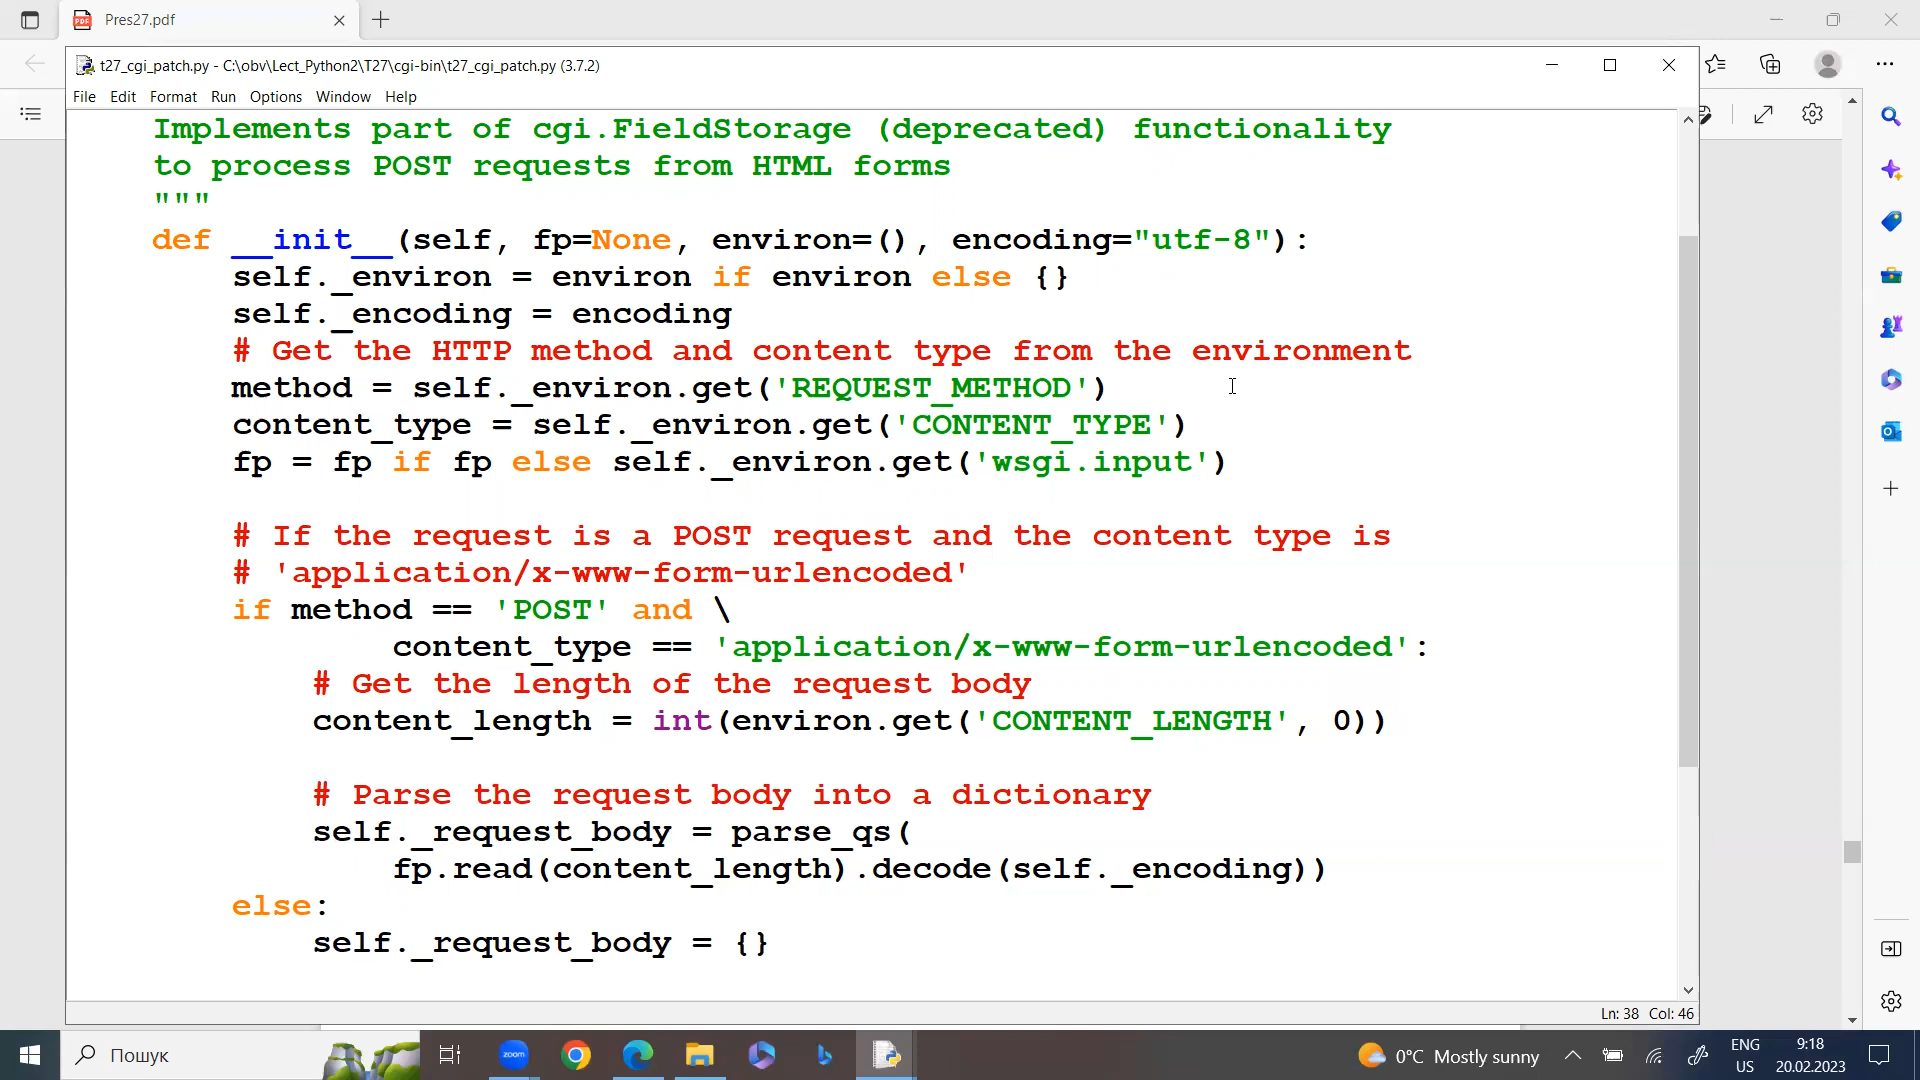 Pres27.pdf
t27_cgi_patch.py - C:\obv\Lect_Python2\T27\cgi-bin\t27_cgi_patch.py (3.7.2)
File Edit Format Run Options Window Help
Implements part of cgi.FieldStorage (deprecated) functionality
to process POST requests from HTML forms
"""
def __init__(self, fp=None, environ=(), encoding="utf-8"):
self._environ = environ if environ else {}
self._encoding = encoding
# Get the HTTP method and content type from the environment
method = self._environ.get('REQUEST_METHOD')
content_type = self._environ.get('CONTENT_TYPE')
fp = fp if fp else self._environ.get('wsgi.input')
# If the request is a POST request and the content type is
# 'application/x-www-form-urlencoded'
if method == 'POST' and \
content_type == 'application/x-www-form-urlencoded':
# Get the length of the request body
content_length = int(environ.get('CONTENT_LENGTH', 0))
# Parse the request body into a dictionary
self._request_body = parse_qs(
fp.read(content_length).decode(self._encoding))
else:
self._request_body = {}
Ln: 38 Col: 46
Пошук
zoom
0°C Mostly sunny
ENG
US
9:18
20.02.2023